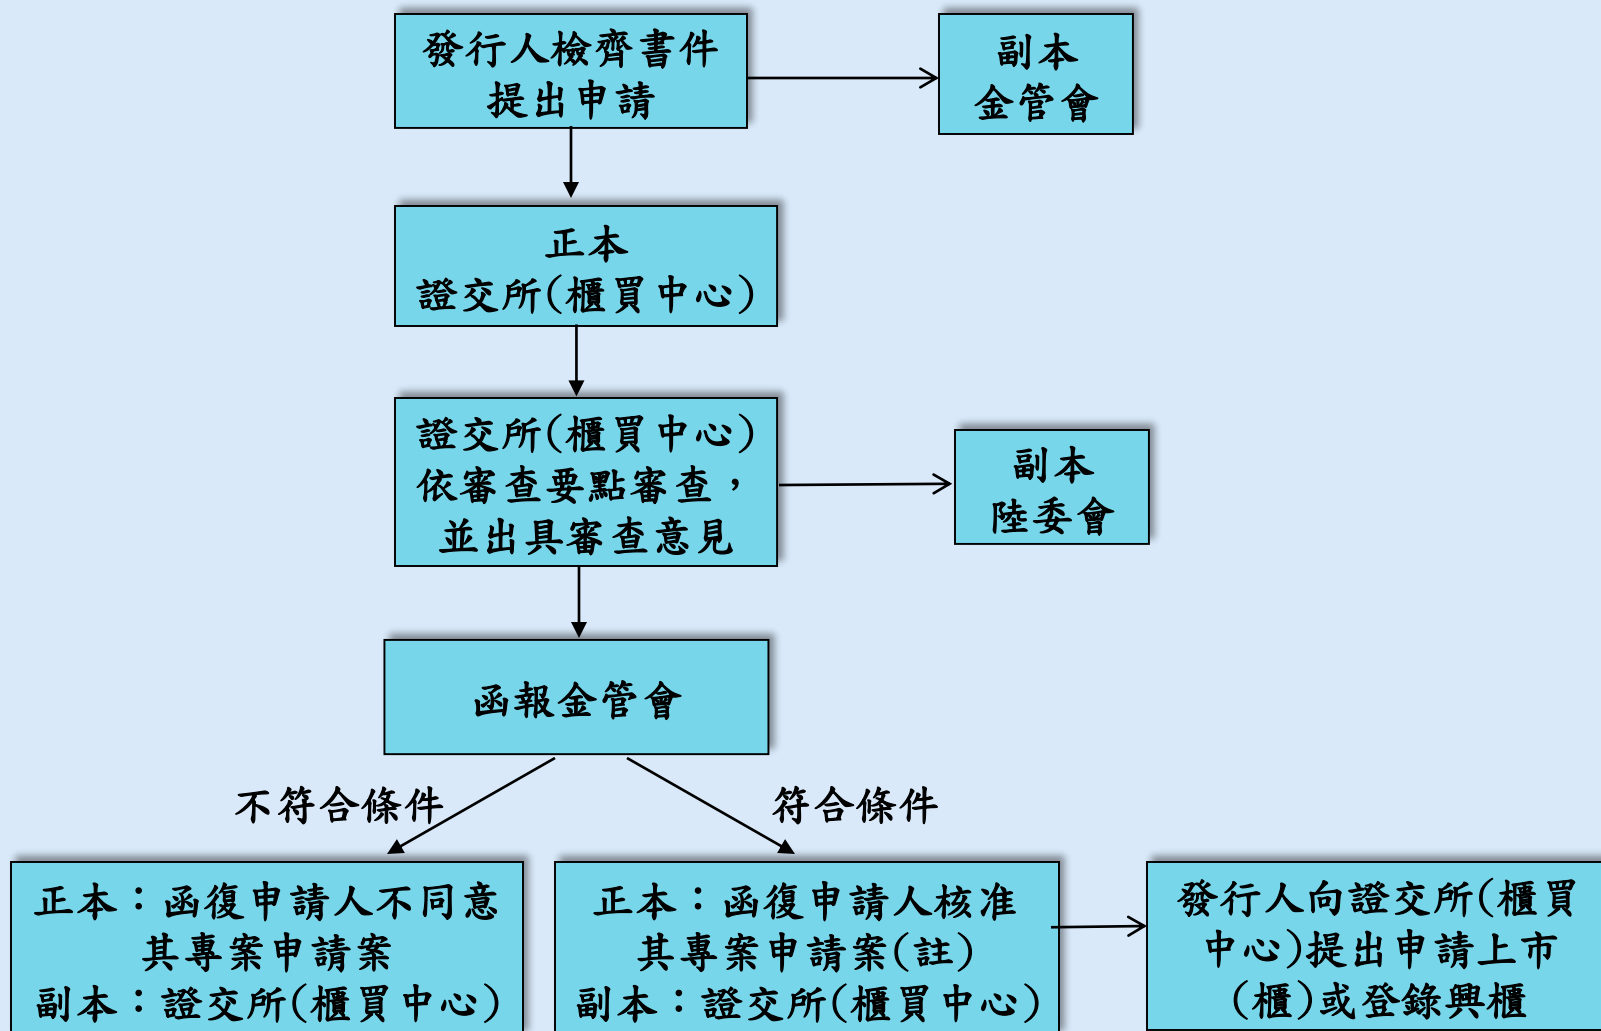 發行人檢齊書件
提出申請
副本
金管會
正本
證交所(櫃買中心)
證交所(櫃買中心)
依審查要點審查，
並出具審查意見
副本
陸委會
函報金管會
不符合條件
符合條件
正本：函復申請人不同意
其專案申請案
副本：證交所(櫃買中心)
正本：函復申請人核准
其專案申請案(註)
副本：證交所(櫃買中心)
發行人向證交所(櫃買
中心)提出申請上市
(櫃)或登錄興櫃